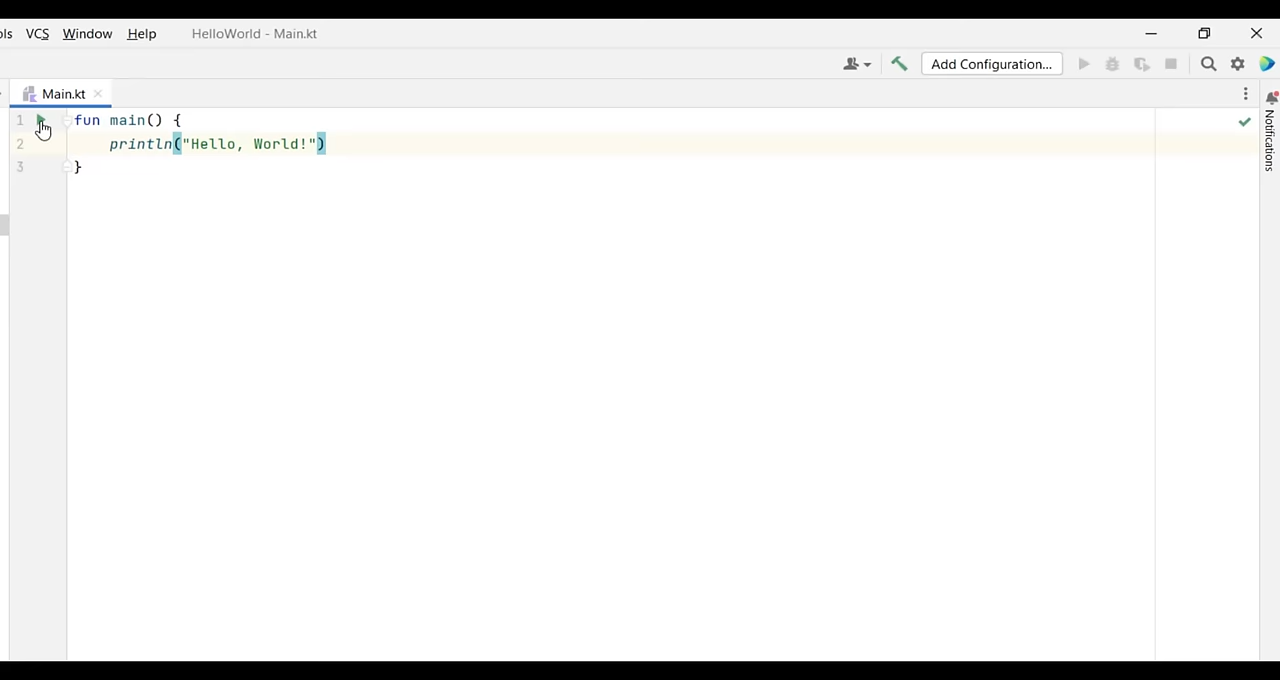 ols VCS Window Help HelloWorld - Main.kt
Add Configuration...
Main.kt
1 fun main() {
2 println("Hello, World!")
3 }
Notifications